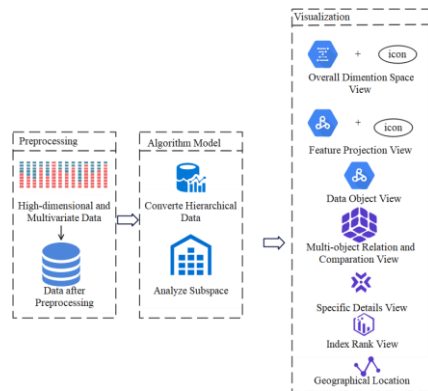 Preprocessing
High-dimensional and
Multivariate Data
Data after
Preprocessing
Algorithm Model
Converte Hierarchical
Data
Analyze Subspace
Visualization
+ icon
Overall Dimention Space
View
+ icon
Feature Projection View
Data Object View
Multi-object Relation and
Comparation View
Specific Details View
Index Rank View
Geographical Location